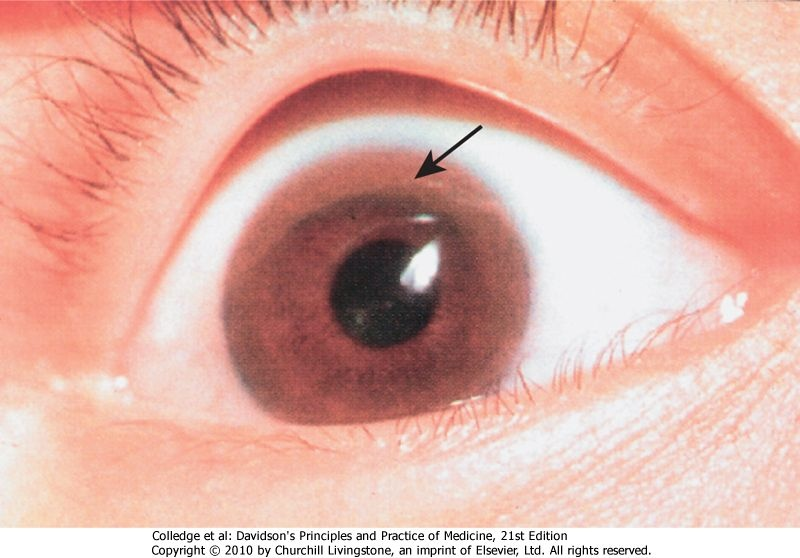 Colledge et al: Davidson's Principles and Practice of Medicine, 21st Edition
Copyright © 2010 by Churchill Livingstone, an imprint of Elsevier, Ltd. All rights reserved.